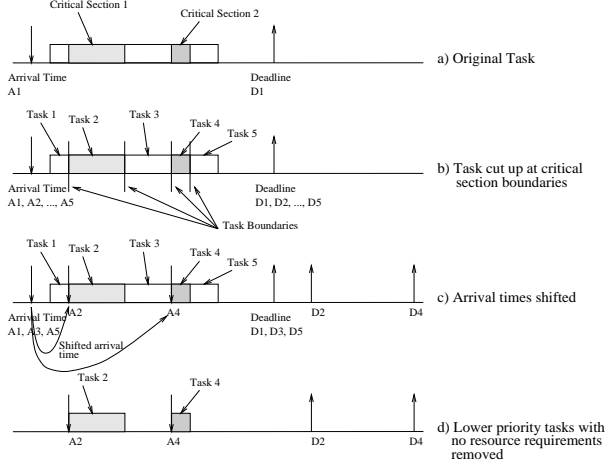 Critical Section 1
Critical Section 2
a) Original Task
Arrival Time
A1
Deadline
D1
Task 1
Task 2
Task 3
Task 4
Task 5
b) Task cut up at critical
section boundaries
Arrival Time
A1, A2, ..., A5
Deadline
D1, D2, ..., D5
Task Boundaries
Task 1
Task 2
Task 3
Task 4
Task 5
c) Arrival times shifted
Arrival Time
A1, A3, A5
A2
A4
Deadline
D1, D3, D5
D2
D4
Shifted arrival
time
Task 2
Task 4
A2
A4
D2
D4
d) Lower priority tasks with
no resource requirements
removed